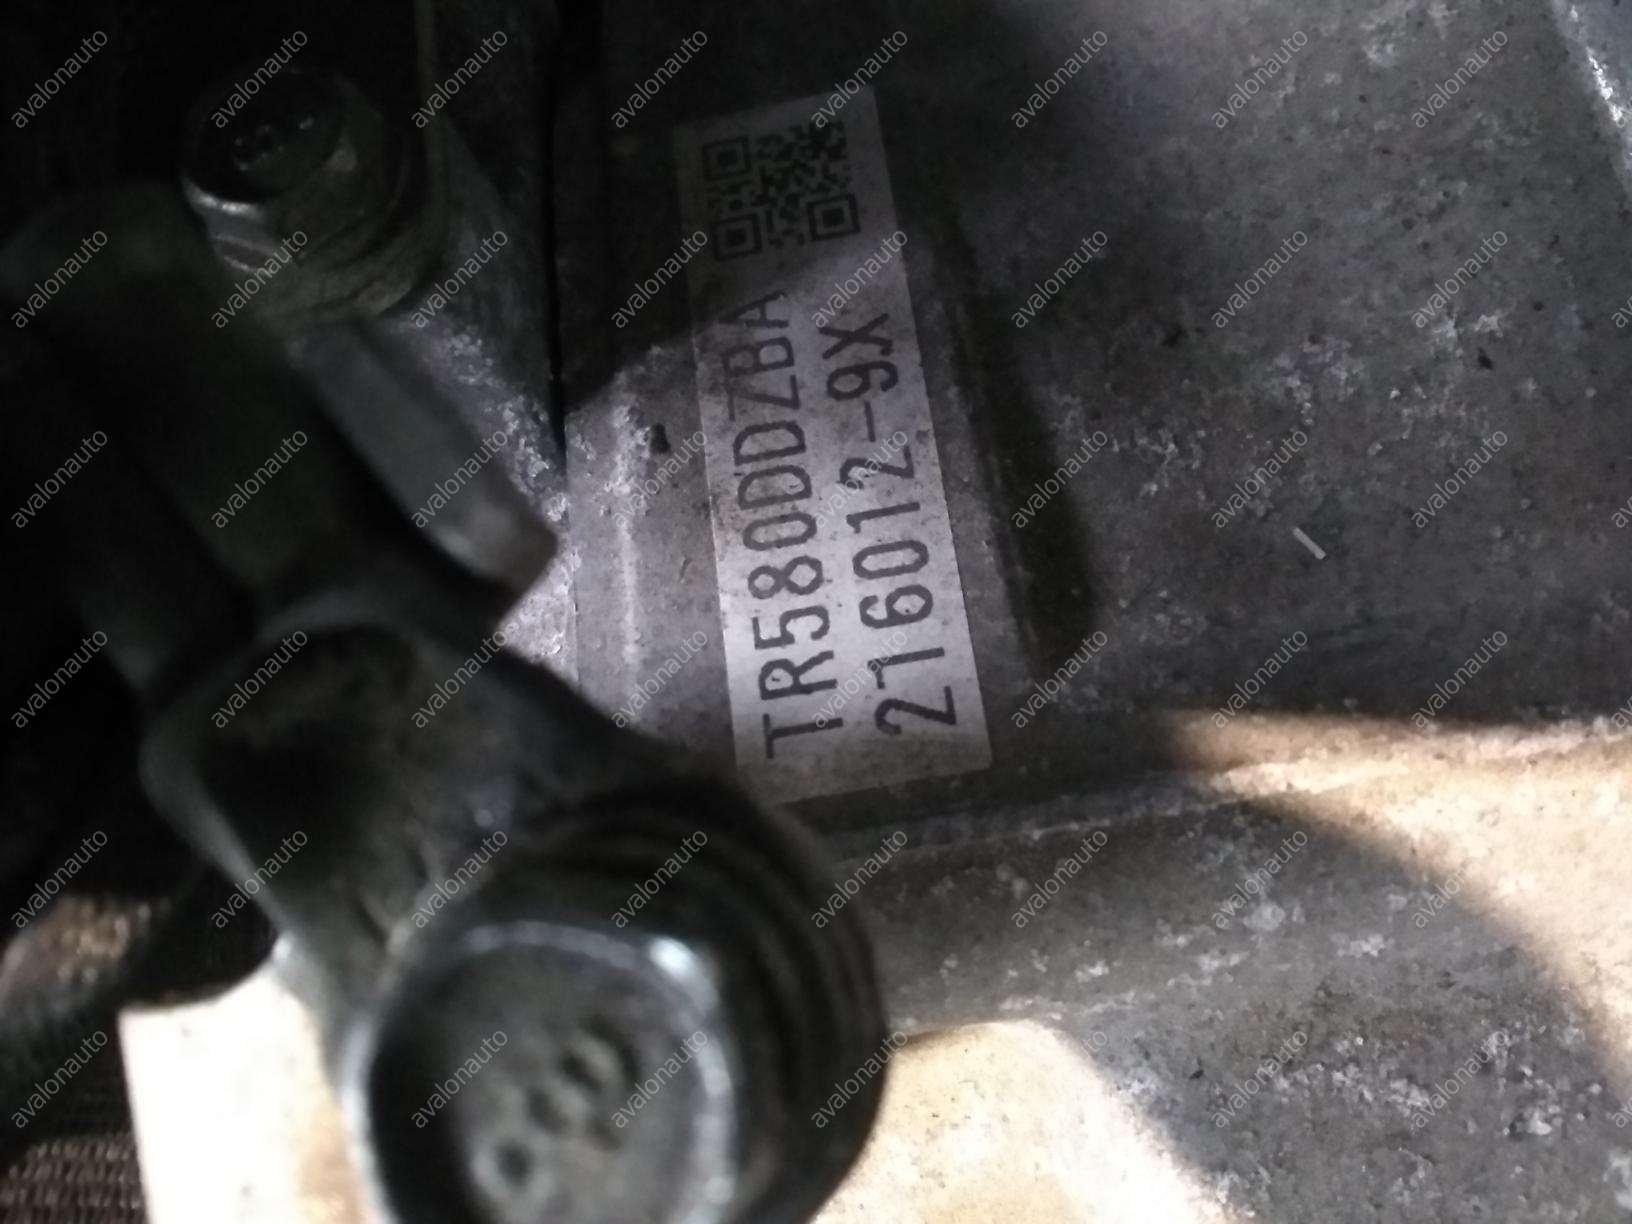 TR580DDZBA
216012-9X
avalonauto